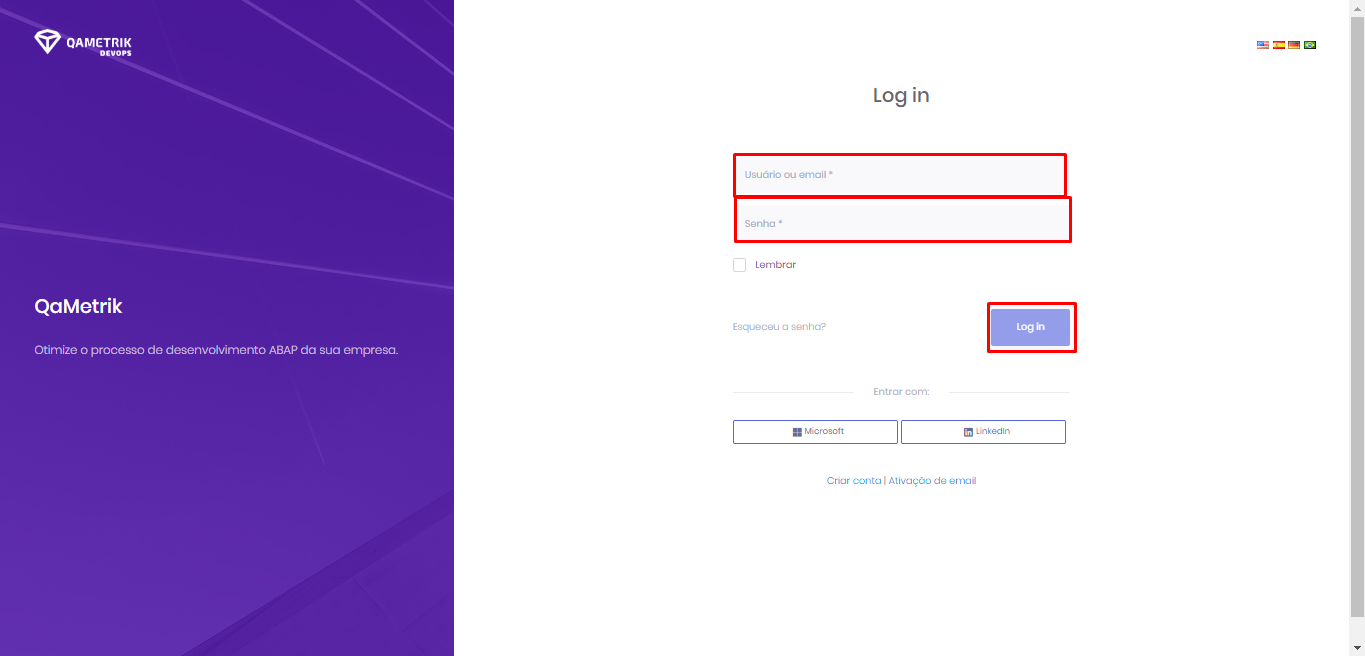 QAMETRIK
DEVOPS
QaMetrik
Otimize o processo de desenvolvimento ABAP da sua empresa.
Log in
Usuário ou email *
Senha *
Lembrar
Esqueceu a senha?
Log in
Entrar com:
Microsoft
LinkedIn
Criar conta | Ativação de email